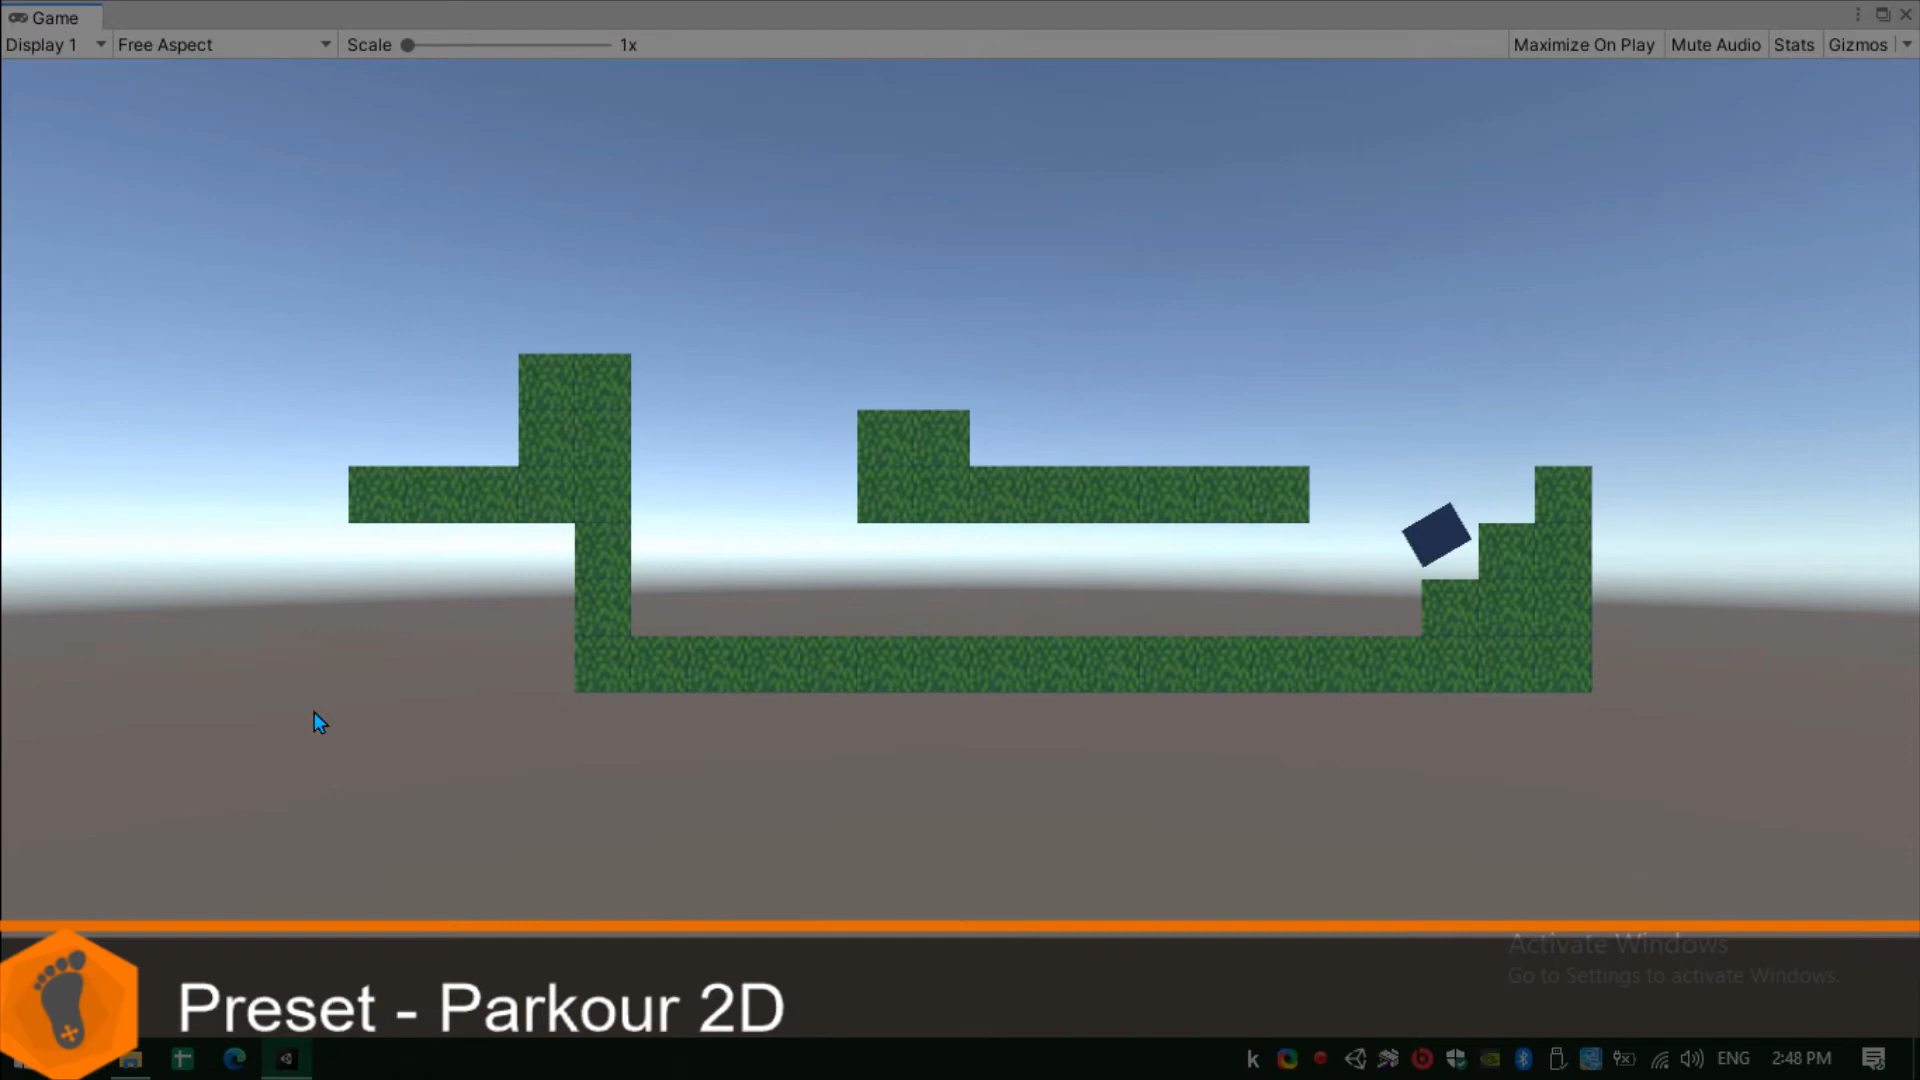 Game
Display 1 Free Aspect Scale 1x Maximize On Play Mute Audio Stats Gizmos
Activate Windows
Go to Settings to activate Windows.
Preset - Parkour 2D
k ENG 2:48 PM